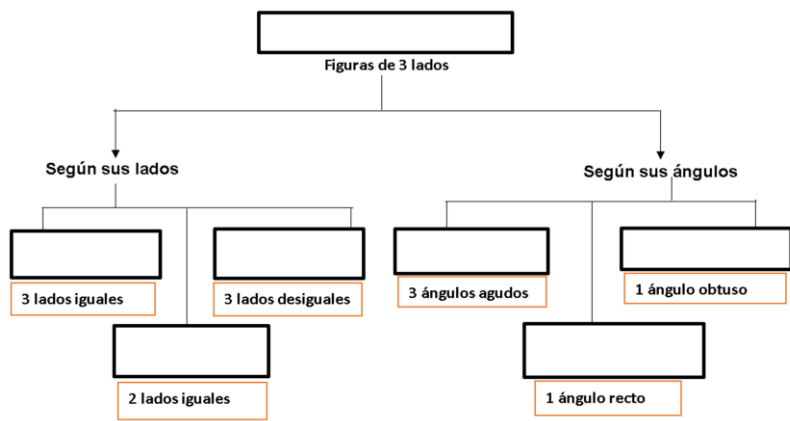 Figuras de 3 lados
Según sus lados
Según sus ángulos
3 lados iguales
3 lados desiguales
3 ángulos agudos
1 ángulo obtuso
2 lados iguales
1 ángulo recto